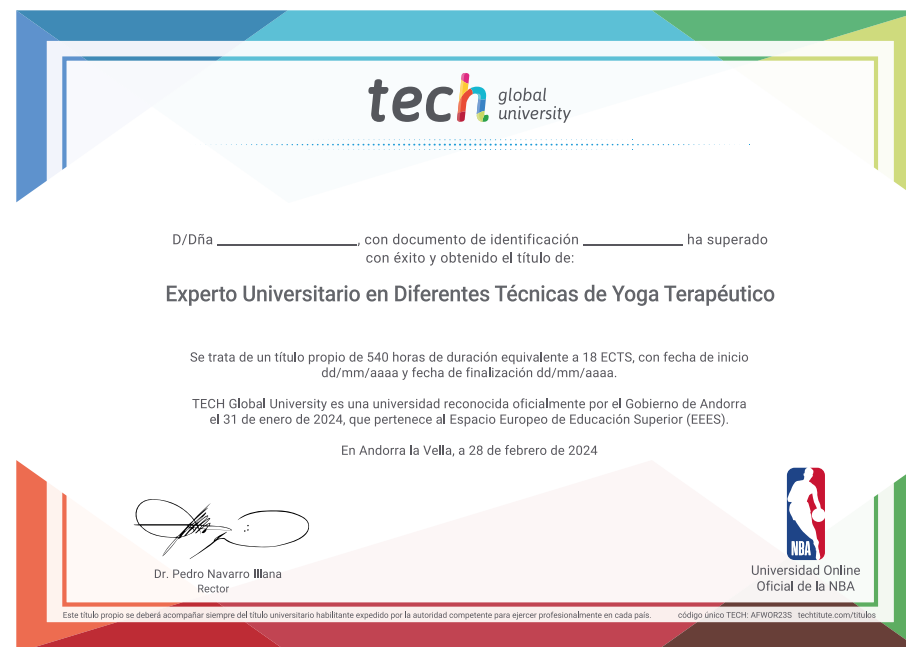 tech global university
D/Dña ____________, con documento de identificación ____________ ha superado
con éxito y obtenido el título de:
Experto Universitario en Diferentes Técnicas de Yoga Terapéutico
Se trata de un título propio de 540 horas de duración equivalente a 18 ECTS, con fecha de inicio
dd/mm/aaaa y fecha de finalización dd/mm/aaaa.
TECH Global University es una universidad reconocida oficialmente por el Gobierno de Andorra
el 31 de enero de 2024, que pertenece al Espacio Europeo de Educación Superior (EEES).
En Andorra la Vella, a 28 de febrero de 2024
Dr. Pedro Navarro Illana
Rector
NBA
Universidad Online
Oficial de la NBA
Este título propio se deberá acompañar siempre del título universitario habilitante expedido por la autoridad competente para ejercer profesionalmente en cada país. código único TECH: AFWOR23S techtitute.com/titulos